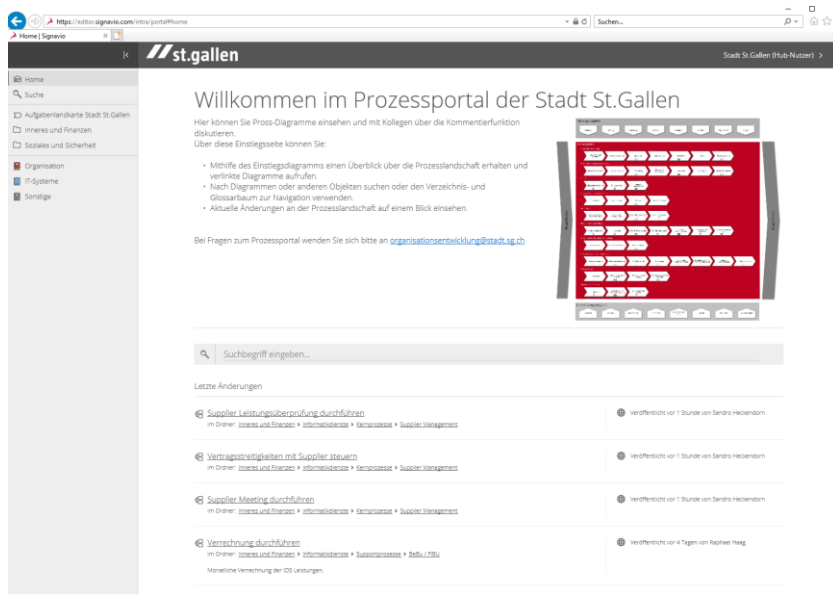 https://editor.signavio.com/intra/portal#home
Suchen...
Home | Signavio
st.gallen
Stadt St.Gallen (Hub-Nutzer)
Home
Suche
Aufgabenlandkarte Stadt St.Gallen
Inneres und Finanzen
Soziales und Sicherheit
Organisation
IT-Systeme
Sonstige
Willkommen im Prozessportal der Stadt St.Gallen
Hier können Sie Pross-Diagramme einsehen und mit Kollegen über die Kommentierfunktion
diskutieren.
Über diese Einstiegsseite können Sie:
• Mithilfe des Einstiegsdiagramms einen Überblick über die Prozesslandschaft erhalten und
verlinkte Diagramme aufrufen.
• Nach Diagrammen oder anderen Objekten suchen oder den Verzeichnis- und
Glossarbaum zur Navigation verwenden.
• Aktuelle Änderungen an der Prozesslandschaft auf einem Blick einsehen.
Bei Fragen zum Prozessportal wenden Sie sich bitte an organisationsentwicklung@stadt.sg.ch
Suchbegriff eingeben...
Letzte Änderungen
Supplier Leistungsüberprüfung durchführen
Veröffentlicht vor 1 Stunde von Sandro Heckendorn
im Ordner: Inneres und Finanzen » Informatikdienste » Kernprozesse » Supplier Management
Vertragsstreitigkeiten mit Supplier steuern
Veröffentlicht vor 1 Stunde von Sandro Heckendorn
im Ordner: Inneres und Finanzen » Informatikdienste » Kernprozesse » Supplier Management
Supplier Meeting durchführen
Veröffentlicht vor 1 Stunde von Sandro Heckendorn
im Ordner: Inneres und Finanzen » Informatikdienste » Kernprozesse » Supplier Management
Verrechnung durchführen
Veröffentlicht vor 4 Tagen von Raphael Haag
im Ordner: Inneres und Finanzen » Informatikdienste » Supportprozesse » BeBu / FiBU
Monatliche Verrechnung der IDS Leistungen.